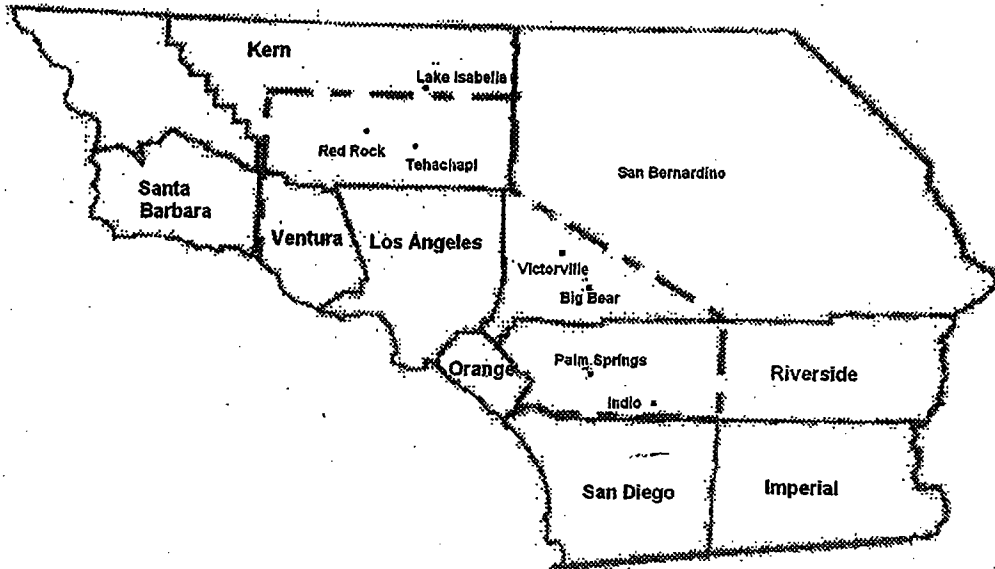 Kern
Lake Isabella
Red Rock
Tehachapi
San Bernardino
Santa
Barbara
Ventura
Los Angeles
Victorville
Big Bear
Palm Springs
Orange
Riverside
Indio
San Diego
Imperial